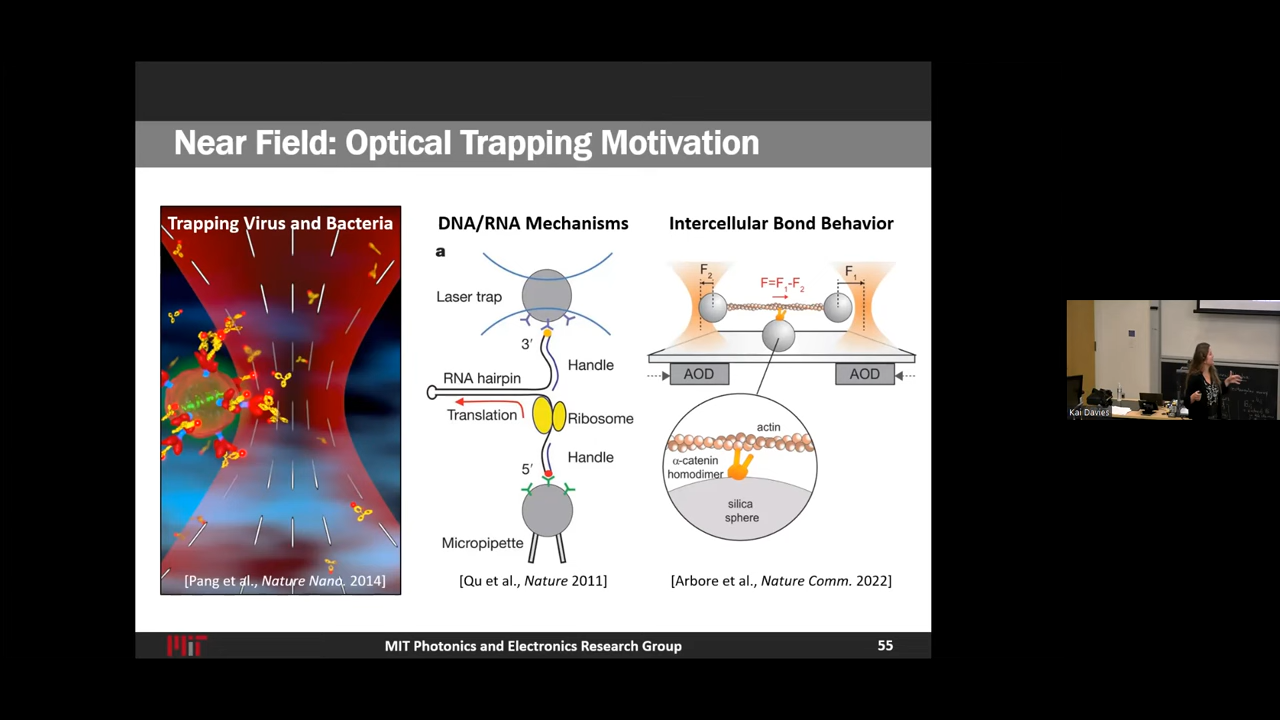 Near Field: Optical Trapping Motivation
Trapping Virus and Bacteria
[Pang et al., Nature Nano. 2014]
DNA/RNA Mechanisms
a
Laser trap
3′
Handle
RNA hairpin
Translation
Ribosome
5′
Handle
Micropipette
[Qu et al., Nature 2011]
Intercellular Bond Behavior
F2
F=F1-F2
F1
AOD
AOD
actin
α-catenin
homodimer
silica
sphere
[Arbore et al., Nature Comm. 2022]
MIT
MIT Photonics and Electronics Research Group
55
Kai Davies